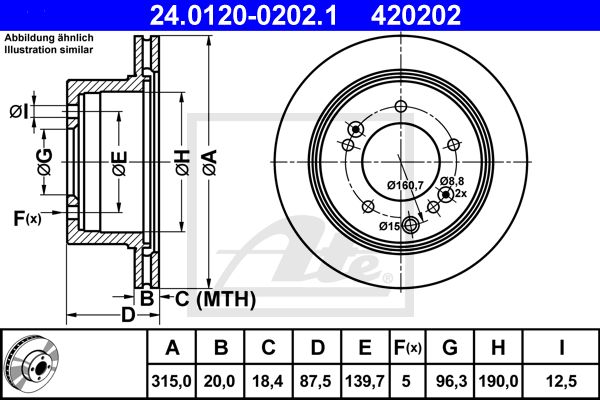 24.0120-0202.1 420202
Abbildung ähnlich
Illustration similar
ØI
ØG
ØE
ØH
ØA
F(x)
B
C (MTH)
D
Ø160,7
Ø8,8
2x
Ø15
Ate
A B C D E F(x) G H I
315,0 20,0 18,4 87,5 139,7 5 96,3 190,0 12,5